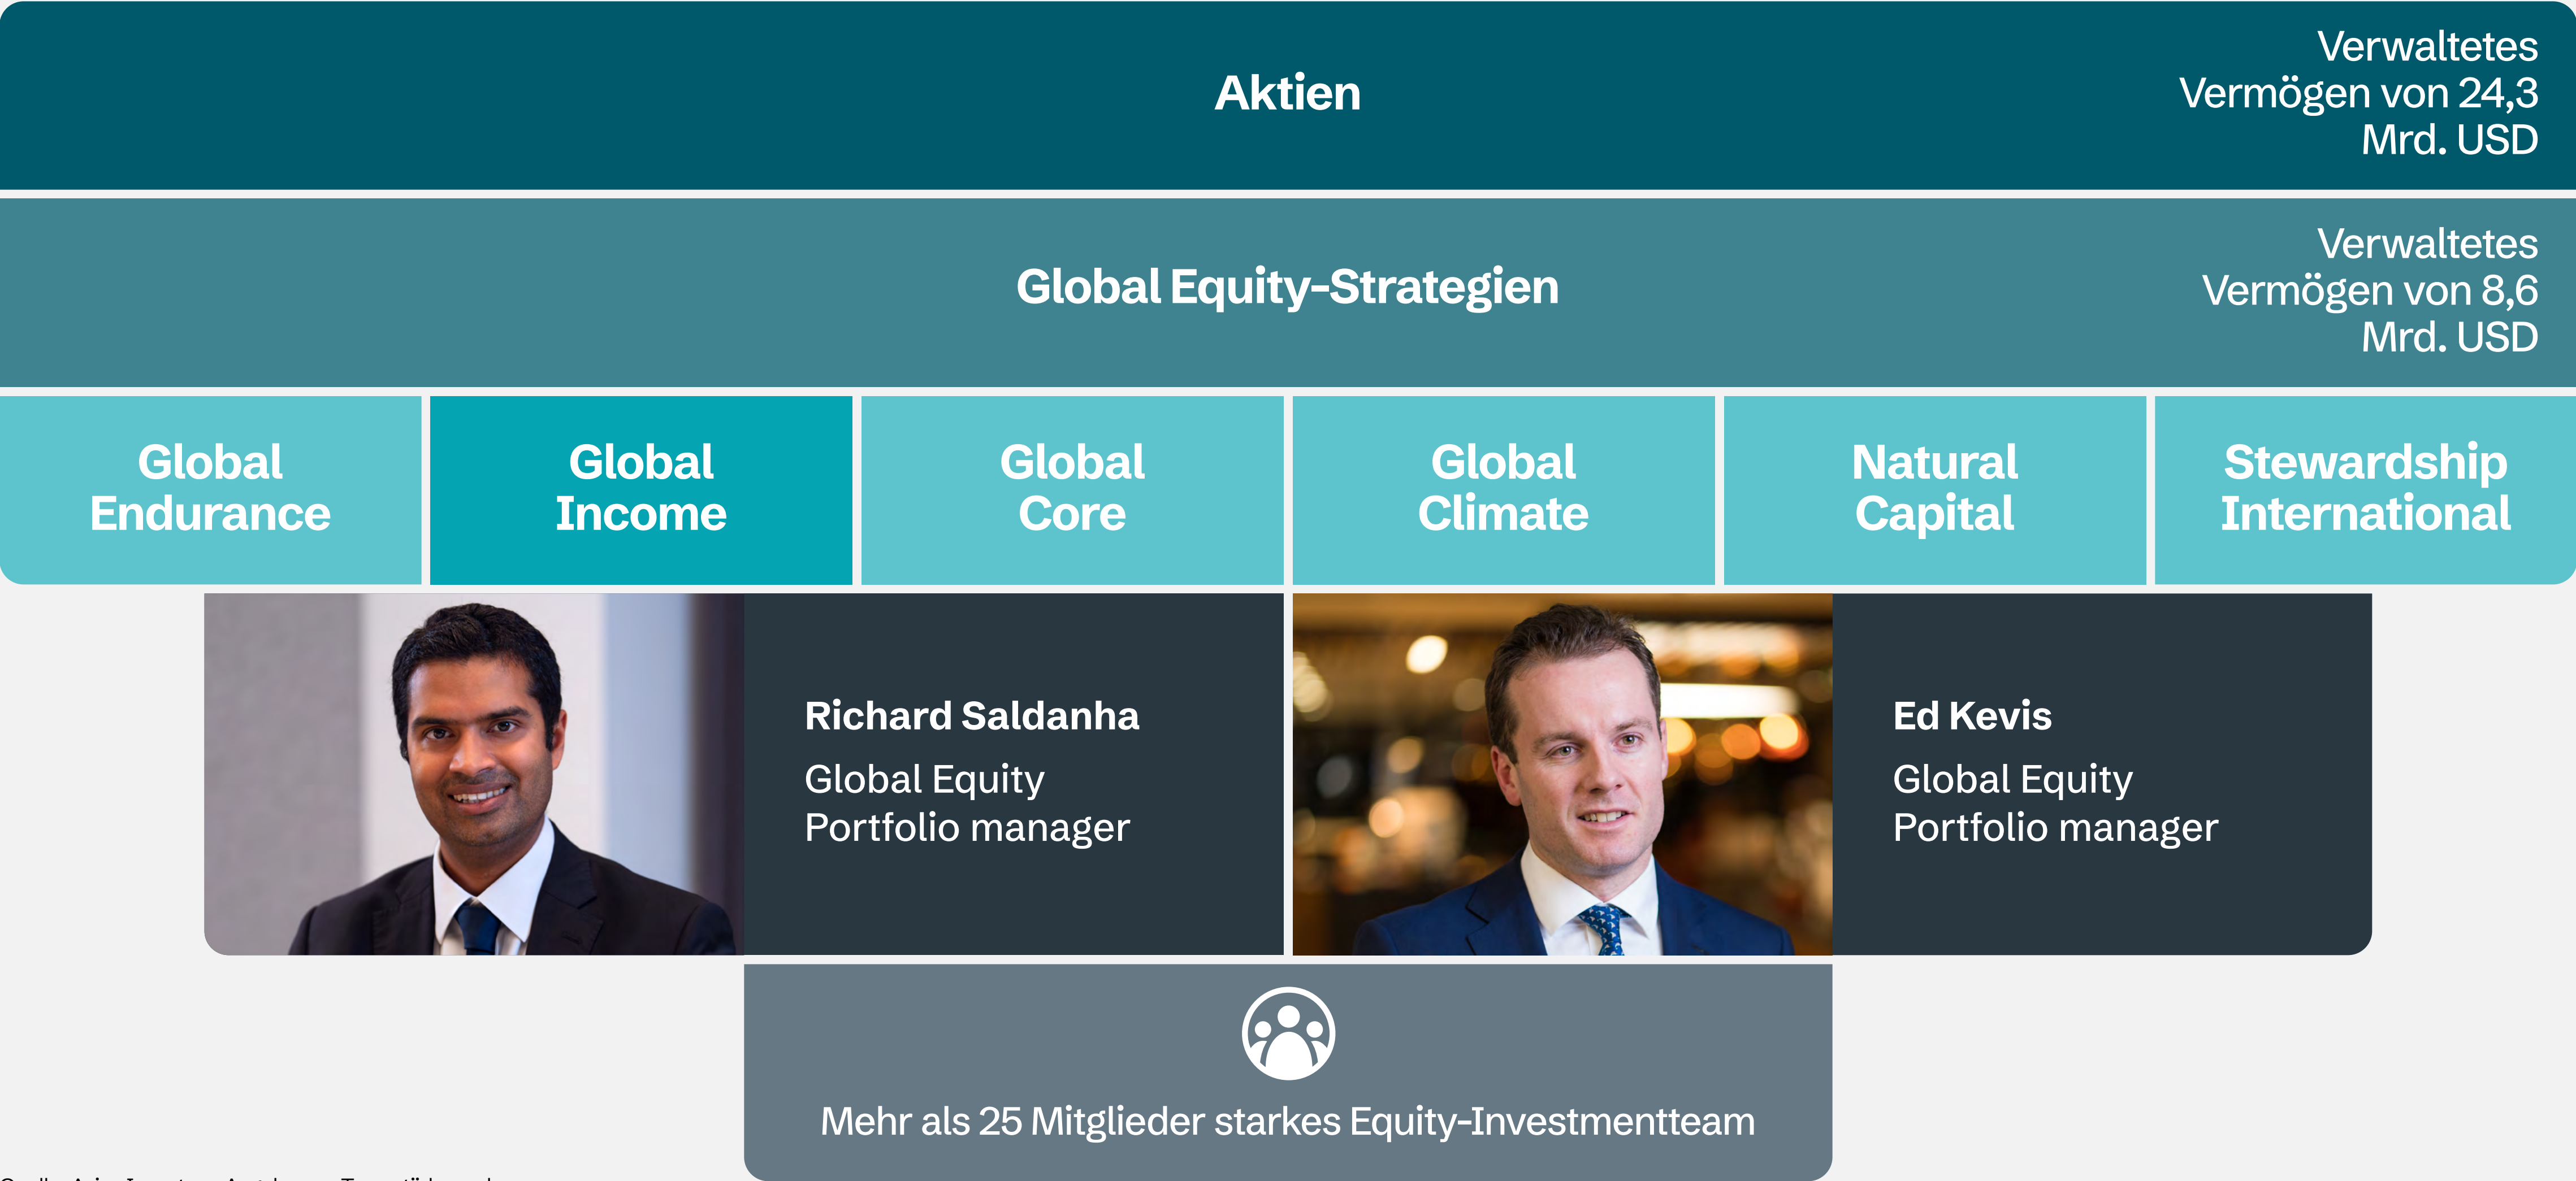 Aktien
Verwaltetes
Vermögen von 24,3
Mrd. USD
Global Equity-Strategien
Verwaltetes
Vermögen von 8,6
Mrd. USD
Global
Endurance
Global
Income
Global
Core
Global
Climate
Natural
Capital
Stewardship
International
Richard Saldanha
Global Equity
Portfolio manager
Ed Kevis
Global Equity
Portfolio manager
Mehr als 25 Mitglieder starkes Equity-Investmentteam